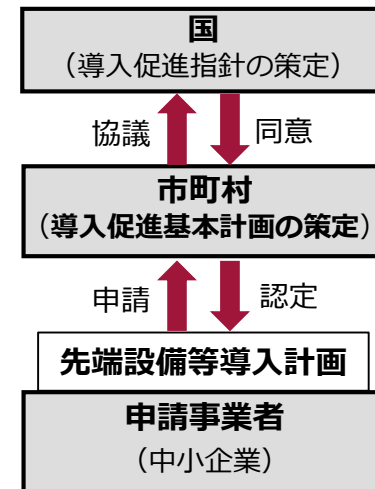 国
（導入促進指針の策定）
協議 同意
市町村
（導入促進基本計画の策定）
申請 認定
先端設備等導入計画
申請事業者
（中小企業）